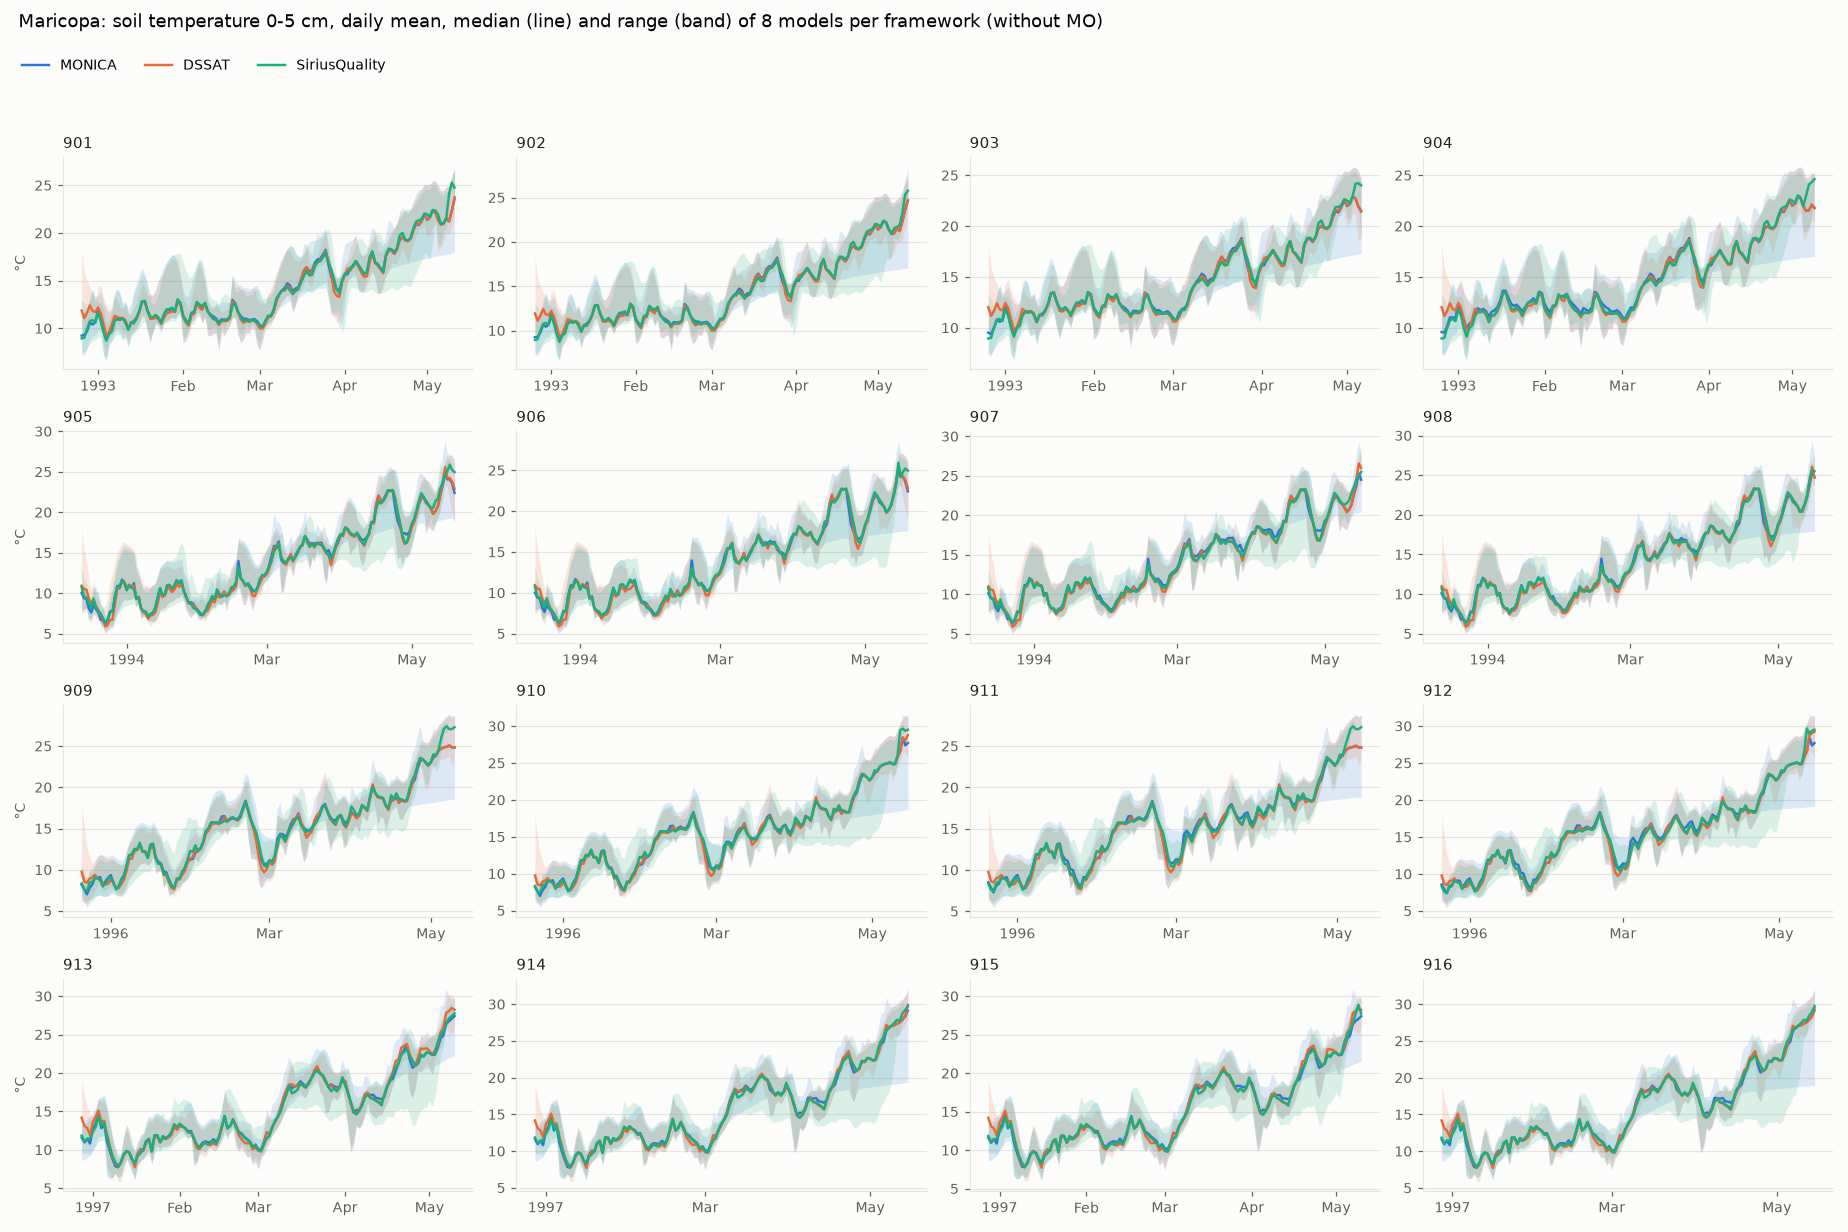 Maricopa: soil temperature 0-5 cm, daily mean, median (line) and range (band) of 8 models per framework (without MO)
MONICA DSSAT SiriusQuality
901 902 903 904
25 25 25 25
20 20 20 20
15 15 15 15
10 10 10 10
°C
1993 Feb Mar Apr May 1993 Feb Mar Apr May 1993 Feb Mar Apr May 1993 Feb Mar Apr May
905 906 907 908
30 30 30
25 25 25 25
20 20 20 20
15 15 15 15
10 10 10 10
5 5 5 5
°C
1994 Mar May 1994 Mar May 1994 Mar May 1994 Mar May
909 910 911 912
30 30
25 25 25 25
20 20 20 20
15 15 15 15
10 10 10 10
5 5 5 5
°C
1996 Mar May 1996 Mar May 1996 Mar May 1996 Mar May
913 914 915 916
30 30 30 30
25 25 25 25
20 20 20 20
15 15 15 15
10 10 10 10
5 5 5 5
°C
1997 Feb Mar Apr May 1997 Mar May 1997 Feb Mar Apr May 1997 Mar May